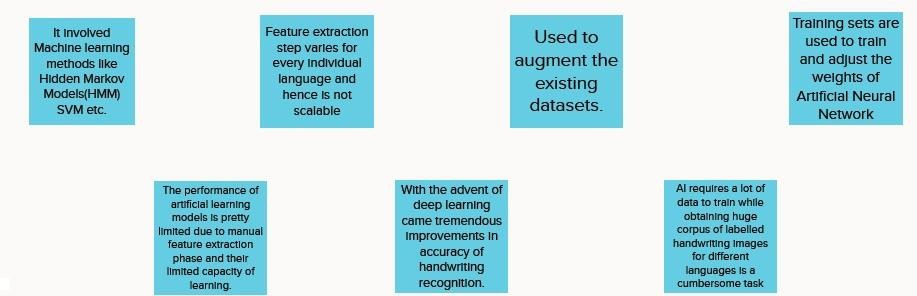 It involved
Machine learning
methods like
Hidden Markov
Models(HMM)
SVM etc.
Feature extraction
step varies for
every individual
language and
hence is not
scalable
Used to
augment the
existing
datasets.
Training sets are
used to train
and adjust the
weights of
Artificial Neural
Network
The performance of
artificial learning
models is pretty
limited due to manual
feature extraction
phase and their
limited capacity of
learning.
With the advent of
deep learning
came tremendous
improvements in
accuracy of
handwriting
recognition.
AI requires a lot of
data to train while
obtaining huge
corpus of labelled
handwriting images
for different
languages is a
cumbersome task